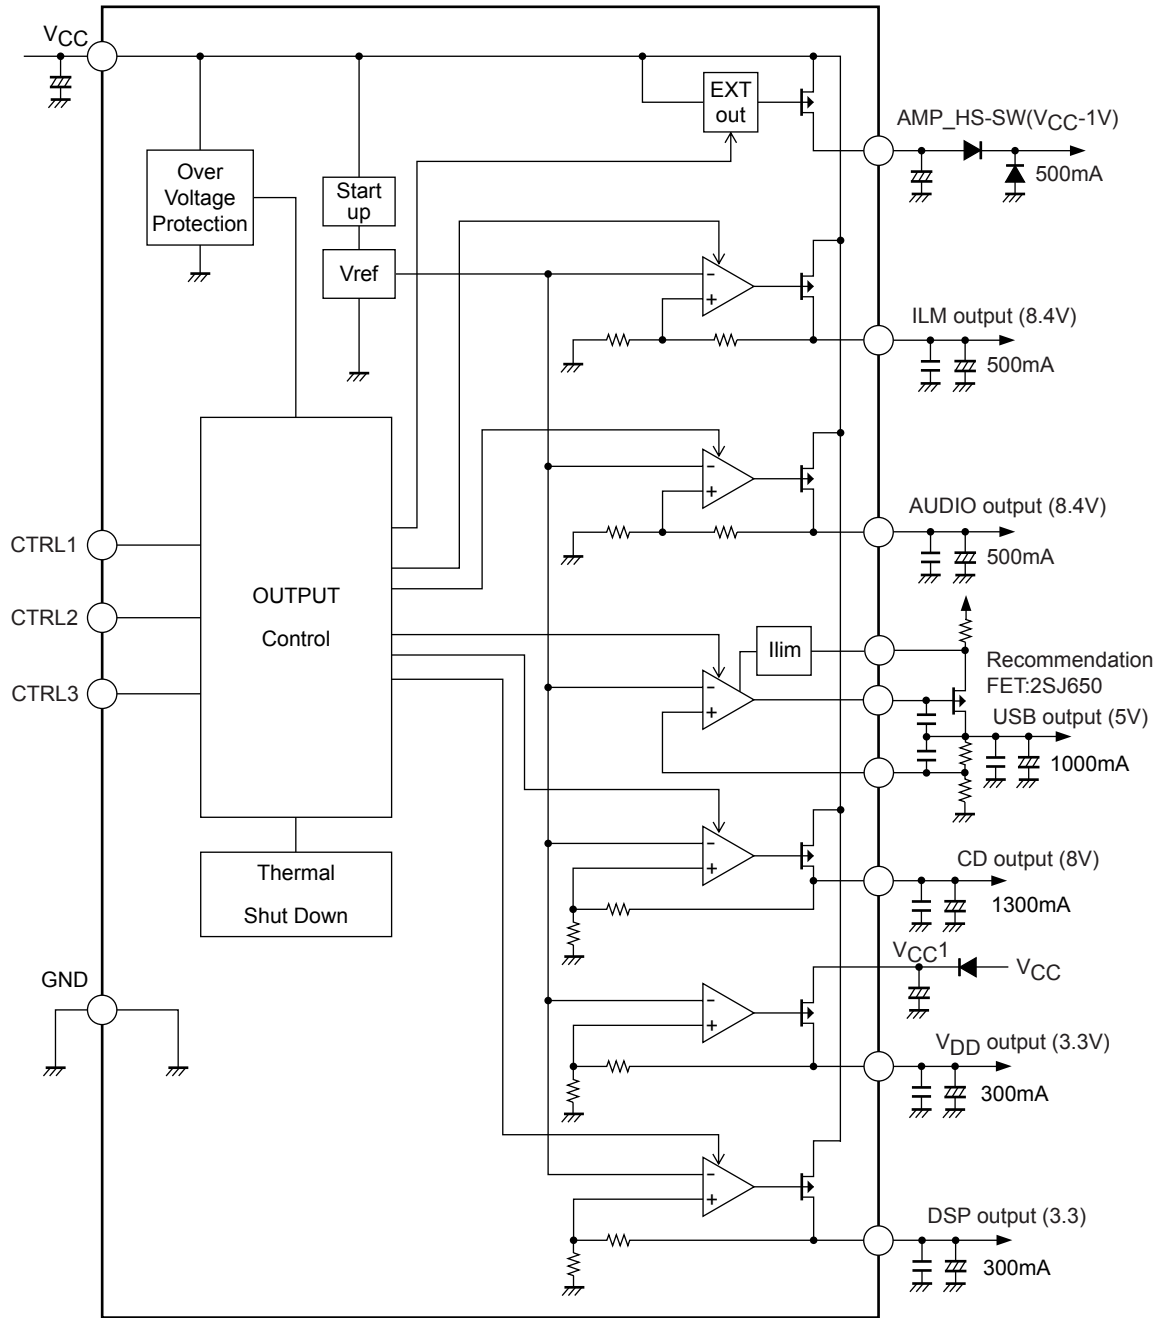 VCC
EXT
out
AMP_HS-SW(VCC-1V)
500mA
Over
Voltage
Protection
Start
up
Vref
-
+
ILM output (8.4V)
500mA
-
+
AUDIO output (8.4V)
500mA
CTRL1
CTRL2
CTRL3
OUTPUT
Control
Ilim
-
+
Recommendation
FET:2SJ650
USB output (5V)
1000mA
Thermal
Shut Down
-
+
CD output (8V)
1300mA
GND
VCC1
VCC
-
+
VDD output (3.3V)
300mA
-
+
DSP output (3.3)
300mA